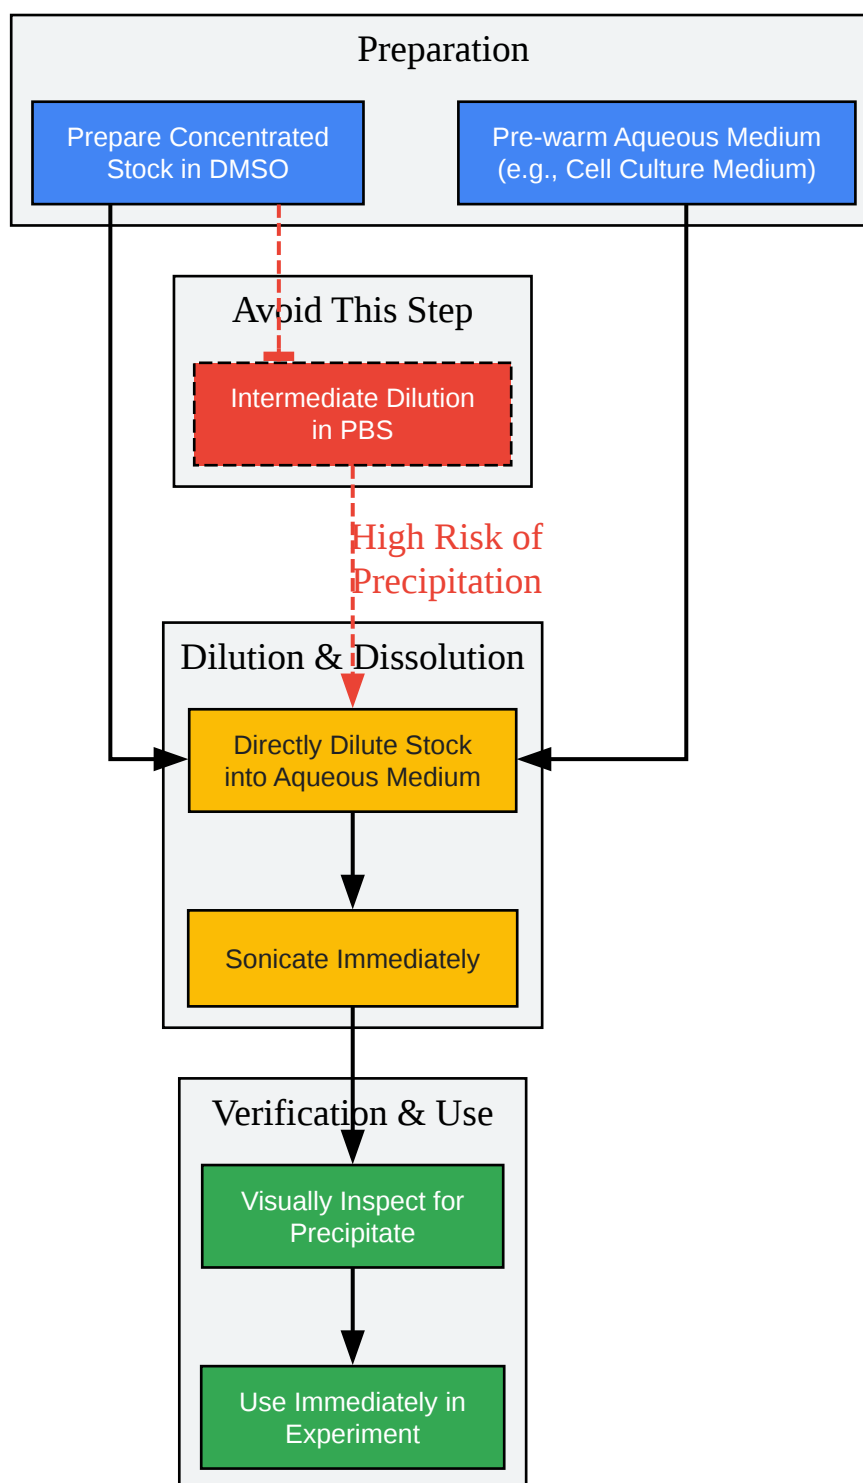 Preparation
Prepare Concentrated
Stock in DMSO
Pre-warm Aqueous Medium
(e.g., Cell Culture Medium)
Avoid This Step
Intermediate Dilution
in PBS
High Risk of
Precipitation
Dilution & Dissolution
Directly Dilute Stock
into Aqueous Medium
Sonicate Immediately
Verification & Use
Visually Inspect for
Precipitate
Use Immediately in
Experiment